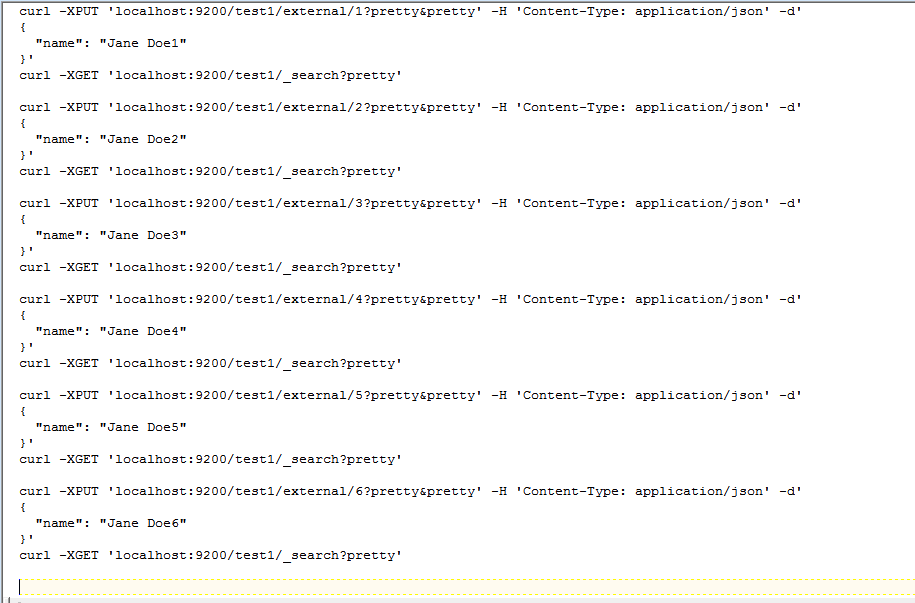 curl -XPUT 'localhost:9200/test1/external/1?pretty&pretty' -H 'Content-Type: application/json' -d'
{
  "name": "Jane Doe1"
}'
curl -XGET 'localhost:9200/test1/_search?pretty'

curl -XPUT 'localhost:9200/test1/external/2?pretty&pretty' -H 'Content-Type: application/json' -d'
{
  "name": "Jane Doe2"
}'
curl -XGET 'localhost:9200/test1/_search?pretty'

curl -XPUT 'localhost:9200/test1/external/3?pretty&pretty' -H 'Content-Type: application/json' -d'
{
  "name": "Jane Doe3"
}'
curl -XGET 'localhost:9200/test1/_search?pretty'

curl -XPUT 'localhost:9200/test1/external/4?pretty&pretty' -H 'Content-Type: application/json' -d'
{
  "name": "Jane Doe4"
}'
curl -XGET 'localhost:9200/test1/_search?pretty'

curl -XPUT 'localhost:9200/test1/external/5?pretty&pretty' -H 'Content-Type: application/json' -d'
{
  "name": "Jane Doe5"
}'
curl -XGET 'localhost:9200/test1/_search?pretty'

curl -XPUT 'localhost:9200/test1/external/6?pretty&pretty' -H 'Content-Type: application/json' -d'
{
  "name": "Jane Doe6"
}'
curl -XGET 'localhost:9200/test1/_search?pretty'